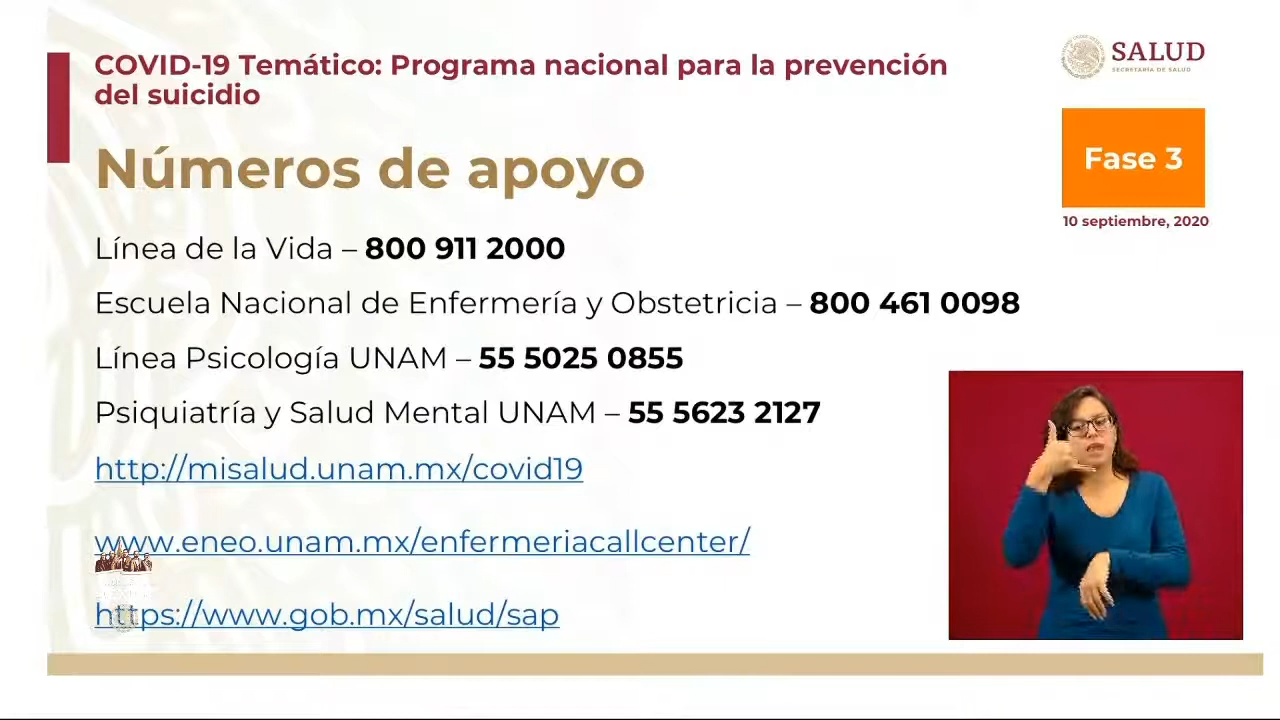 COVID-19 Temático: Programa nacional para la prevención
del suicidio
SALUD
SECRETARÍA DE SALUD
Fase 3
10 septiembre, 2020
Números de apoyo
Línea de la Vida – 800 911 2000
Escuela Nacional de Enfermería y Obstetricia – 800 461 0098
Línea Psicología UNAM – 55 5025 0855
Psiquiatría y Salud Mental UNAM – 55 5623 2127
http://misalud.unam.mx/covid19
www.eneo.unam.mx/enfermeriacallcenter/
https://www.gob.mx/salud/sap